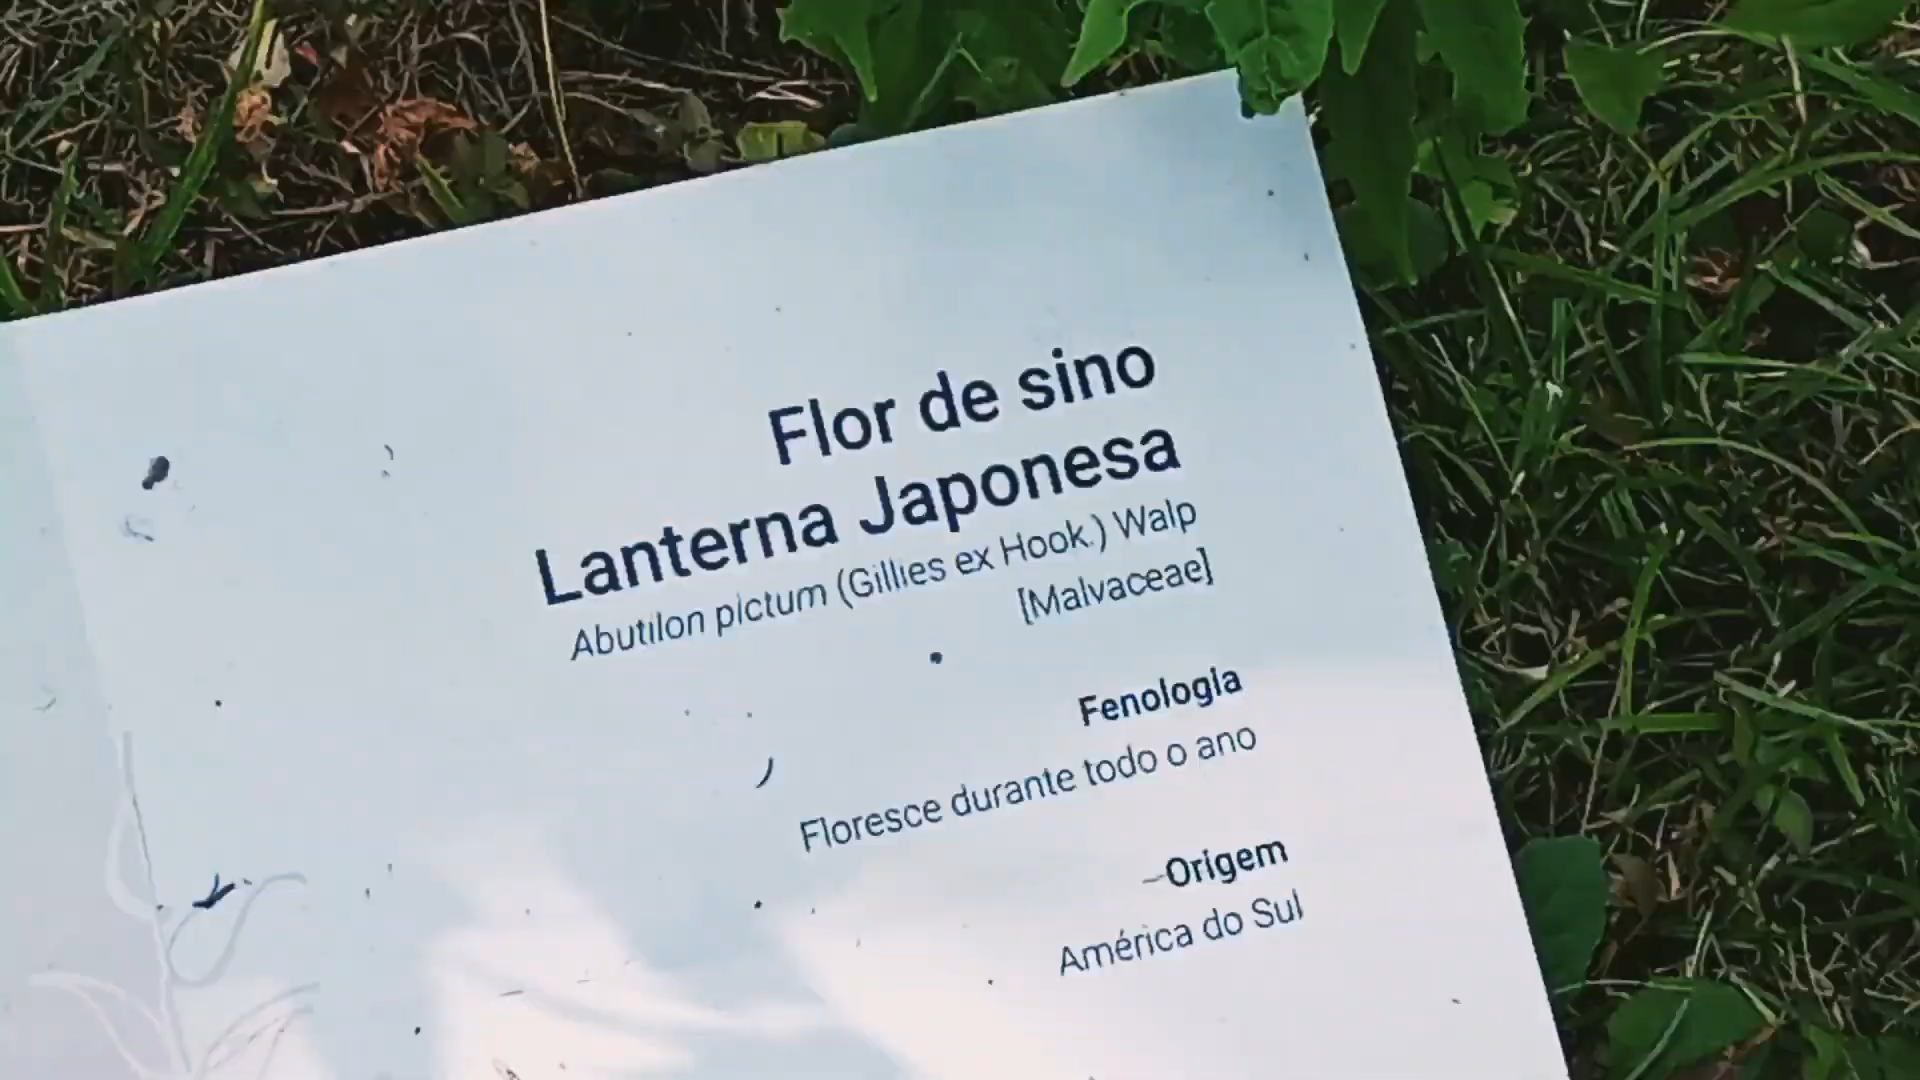 Flor de sino
Lanterna Japonesa
Abutilon pictum (Gillies ex Hook.) Walp
[Malvaceae]
Fenologia
Floresce durante todo o ano
Origem
América do Sul